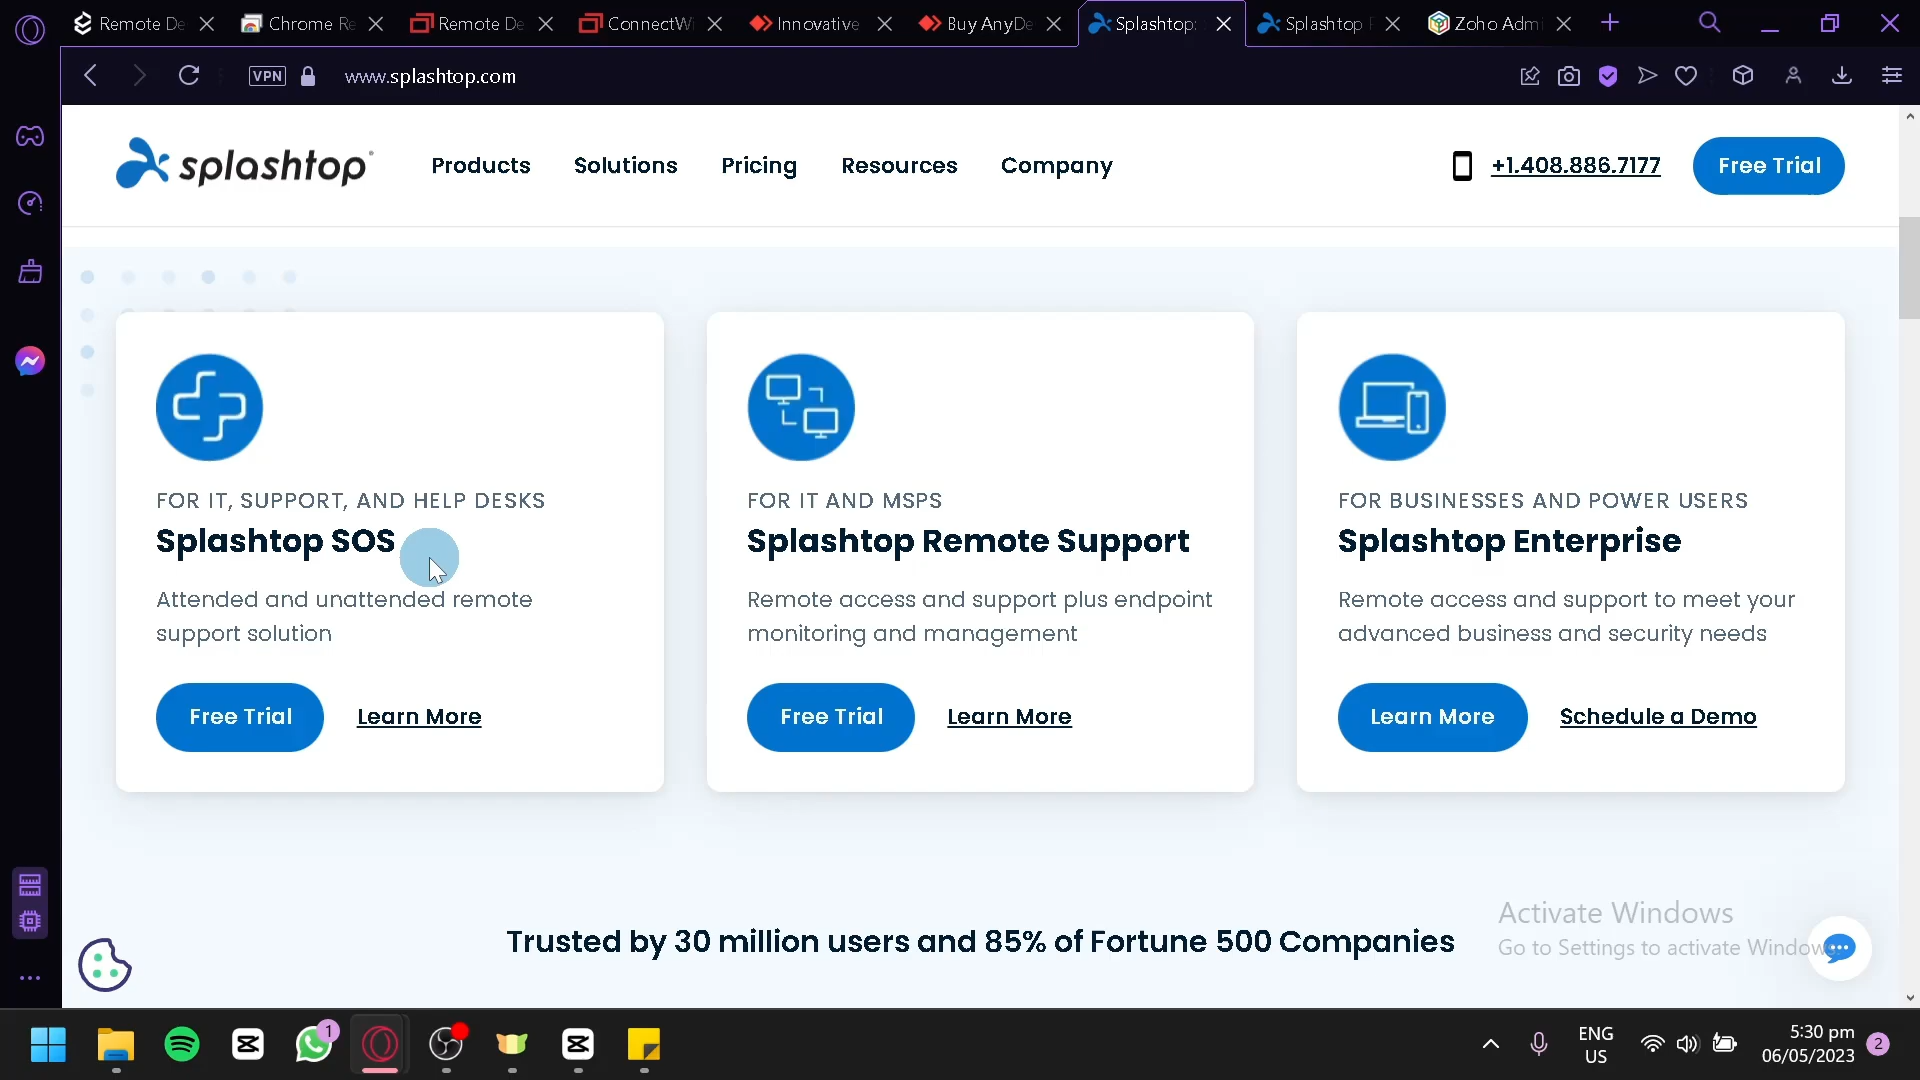 Remote De
Chrome Re
Remote De
ConnectWi
Innovative
Buy AnyDe
Splashtop:
Splashtop
Zoho Admi
VPN
www.splashtop.com
splashtop
Products
Solutions
Pricing
Resources
Company
+1.408.886.7177
Free Trial
FOR IT, SUPPORT, AND HELP DESKS
Splashtop SOS
Attended and unattended remote
support solution
Free Trial
Learn More
FOR IT AND MSPS
Splashtop Remote Support
Remote access and support plus endpoint
monitoring and management
Free Trial
Learn More
FOR BUSINESSES AND POWER USERS
Splashtop Enterprise
Remote access and support to meet your
advanced business and security needs
Learn More
Schedule a Demo
Trusted by 30 million users and 85% of Fortune 500 Companies
Activate Windows
Go to Settings to activate Windows.
1
ENG
US
5:30 pm
06/05/2023
2